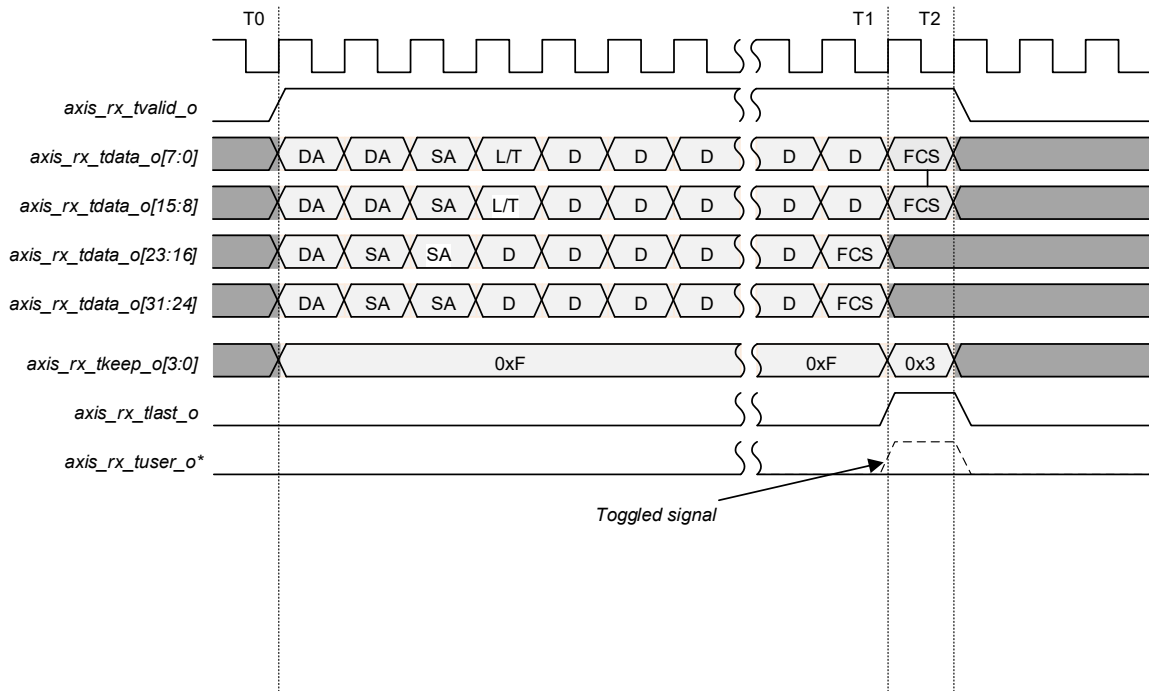 T0 T1 T2
axis_rx_tvalid_o
axis_rx_tdata_o[7:0] DA DA SA L/T D D D D D FCS
axis_rx_tdata_o[15:8] DA DA SA L/T D D D D D FCS
axis_rx_tdata_o[23:16] DA SA SA D D D D D FCS
axis_rx_tdata_o[31:24] DA SA SA D D D D D FCS
axis_rx_tkeep_o[3:0] 0xF 0xF 0x3
axis_rx_tlast_o
axis_rx_tuser_o*
Toggled signal